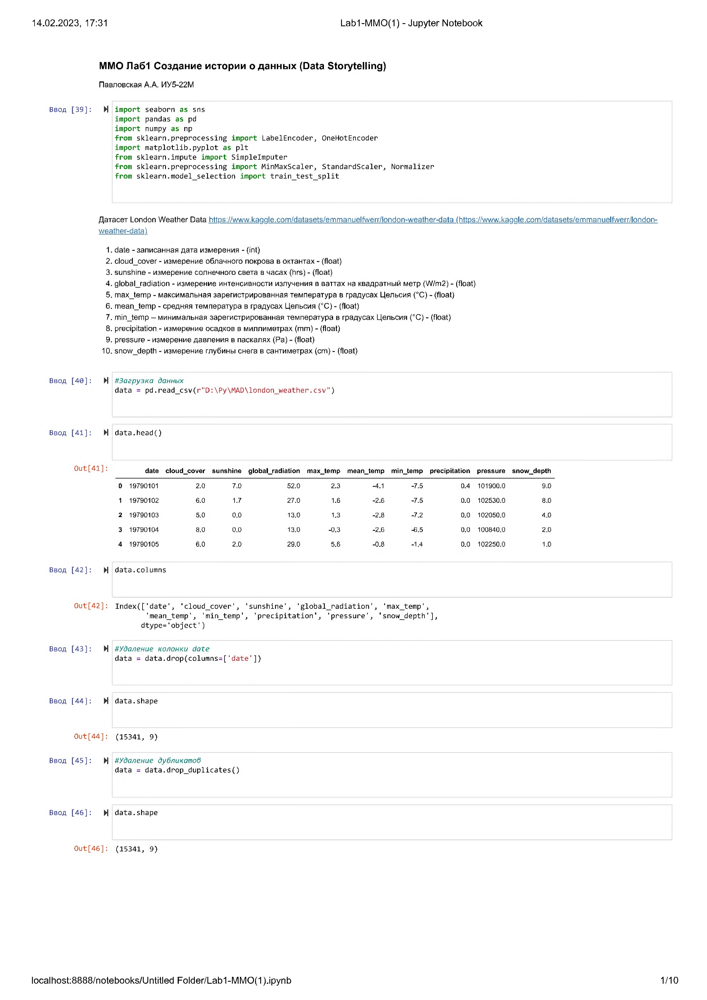 14.02.2023, 17:31 Lab1-MMO(1) - Jupyter Notebook
ММО Лаб1 Создание истории о данных (Data Storytelling)
Павловская А.А. ИУ5-22М
Ввод [39]: import seaborn as sns
import pandas as pd
import numpy as np
from sklearn.preprocessing import LabelEncoder, OneHotEncoder
import matplotlib.pyplot as plt
from sklearn.impute import SimpleImputer
from sklearn.preprocessing import MinMaxScaler, StandardScaler, Normalizer
from sklearn.model_selection import train_test_split
Датасет London Weather Data https://www.kaggle.com/datasets/emmanuelfwerr/london-weather-data (https://www.kaggle.com/datasets/emmanuelfwerr/london-
weather-data)
1. date - записанная дата измерения - (int)
2. cloud_cover - измерение облачного покрова в октантах - (float)
3. sunshine - измерение солнечного света в часах (hrs) - (float)
4. global_radiation - измерение интенсивности излучения в ваттах на квадратный метр (W/m2) - (float)
5. max_temp - максимальная зарегистрированная температура в градусах Цельсия (°C) - (float)
6. mean_temp - средняя температура в градусах Цельсия (°C) - (float)
7. min_temp – минимальная зарегистрированная температура в градусах Цельсия (°C) - (float)
8. precipitation - измерение осадков в миллиметрах (mm) - (float)
9. pressure - измерение давления в паскалях (Pa) - (float)
10. snow_depth - измерение глубины снега в сантиметрах (cm) - (float)
Ввод [40]: #Загрузка данных
data = pd.read_csv(r"D:\Py\MAD\london_weather.csv")
Ввод [41]: data.head()
Out[41]: date cloud_cover sunshine global_radiation max_temp mean_temp min_temp precipitation pressure snow_depth
0 19790101 2.0 7.0 52.0 2.3 -4.1 -7.5 0.4 101900.0 9.0
1 19790102 6.0 1.7 27.0 1.6 -2.6 -7.5 0.0 102530.0 8.0
2 19790103 5.0 0.0 13.0 1.3 -2.8 -7.2 0.0 102050.0 4.0
3 19790104 8.0 0.0 13.0 -0.3 -2.6 -6.5 0.0 100840.0 2.0
4 19790105 6.0 2.0 29.0 5.6 -0.8 -1.4 0.0 102250.0 1.0
Ввод [42]: data.columns
Out[42]: Index(['date', 'cloud_cover', 'sunshine', 'global_radiation', 'max_temp',
'mean_temp', 'min_temp', 'precipitation', 'pressure', 'snow_depth'],
dtype='object')
Ввод [43]: #Удаление колонки date
data = data.drop(columns=['date'])
Ввод [44]: data.shape
Out[44]: (15341, 9)
Ввод [45]: #Удаление дубликатов
data = data.drop_duplicates()
Ввод [46]: data.shape
Out[46]: (15341, 9)
localhost:8888/notebooks/Untitled Folder/Lab1-MMO(1).ipynb 1/10